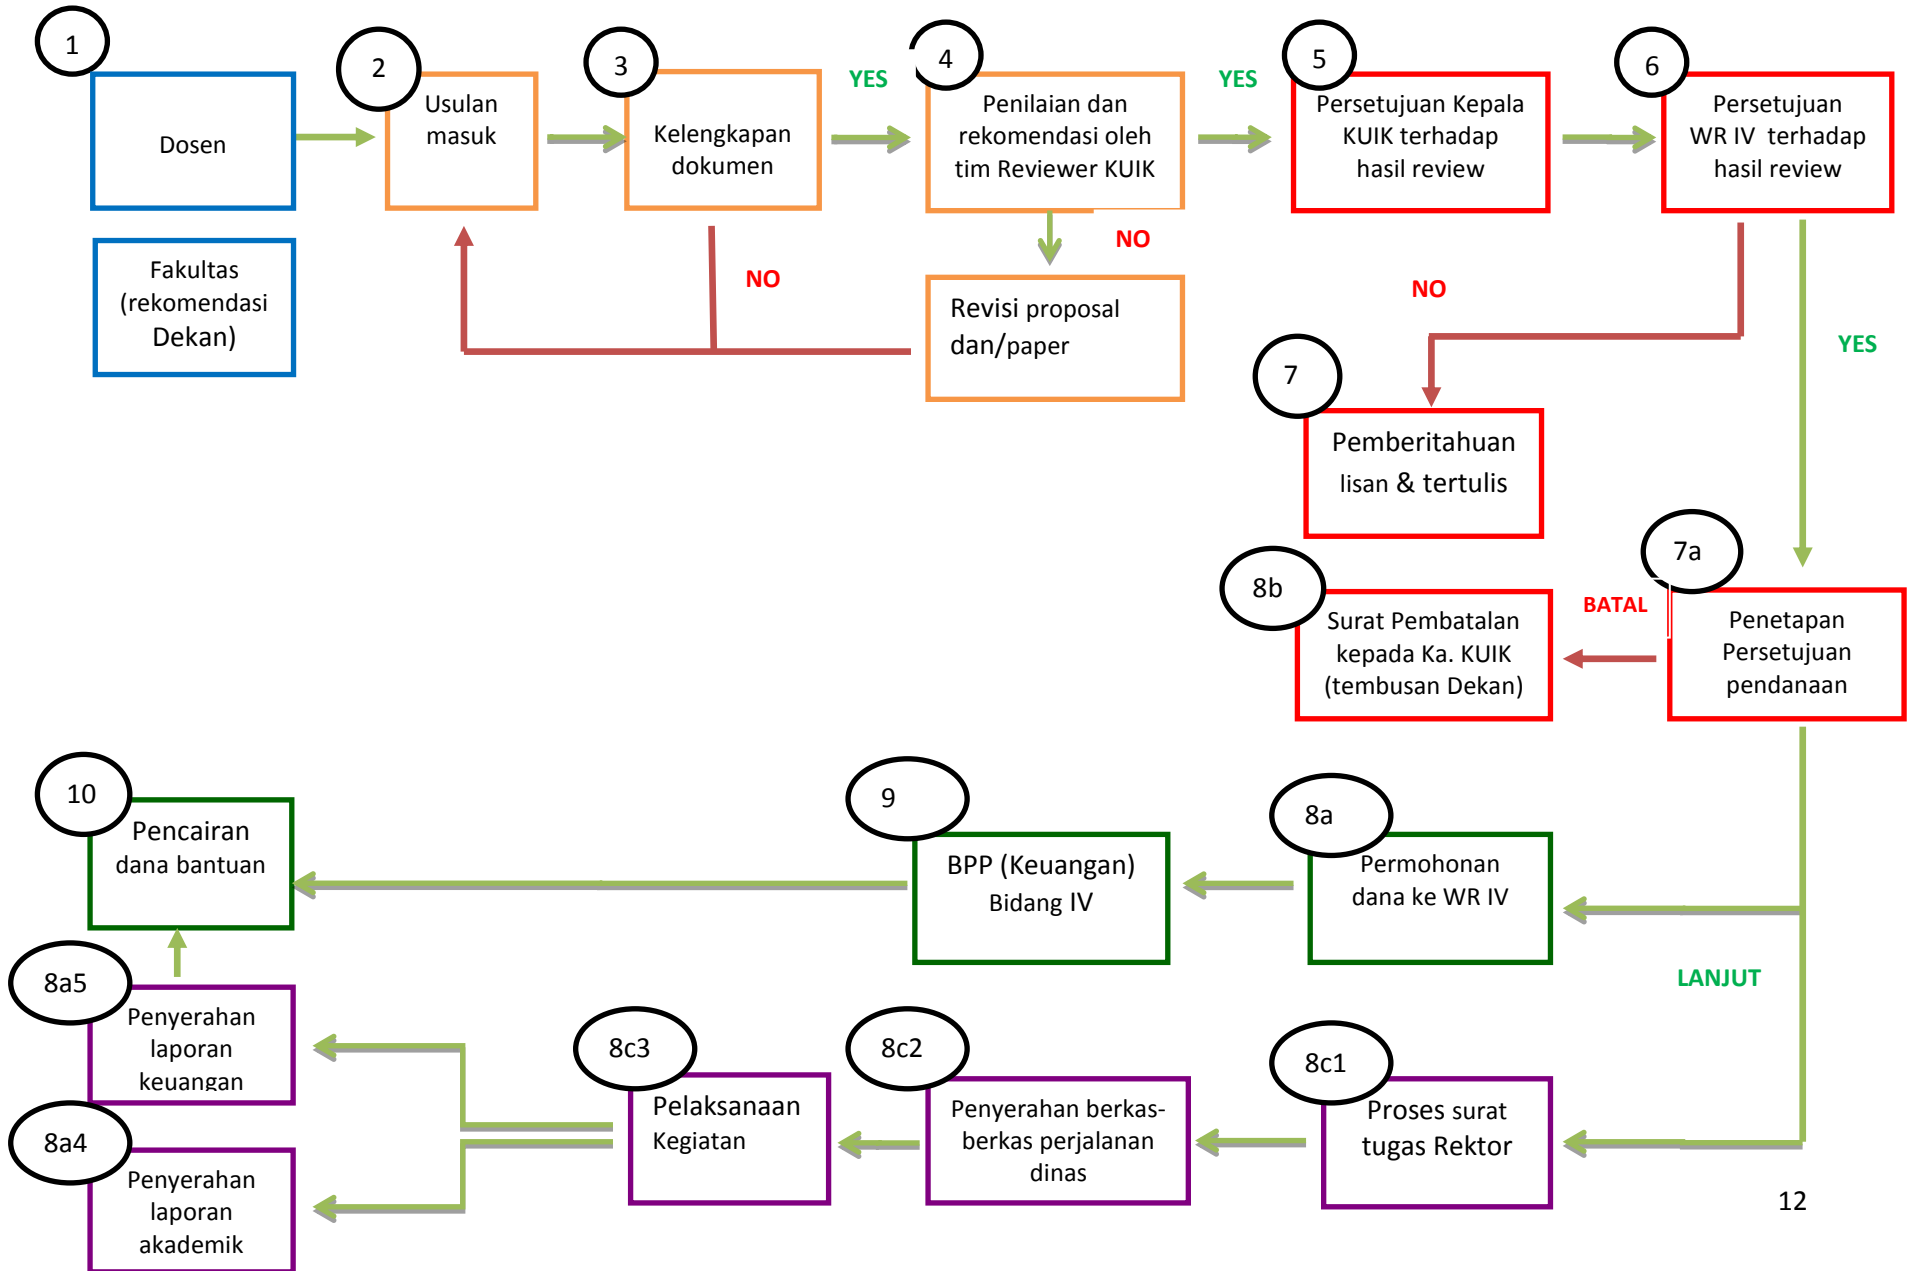 1
Dosen
Fakultas
(rekomendasi
Dekan)
2
Usulan
masuk
3
Kelengkapan
dokumen
NO
YES
4
Penilaian dan
rekomendasi oleh
tim Reviewer KUIK
NO
Revisi proposal
dan/paper
YES
5
Persetujuan Kepala
KUIK terhadap
hasil review
6
Persetujuan
WR IV terhadap
hasil review
NO
YES
7
Pemberitahuan
lisan & tertulis
7a
Penetapan
Persetujuan
pendanaan
BATAL
8b
Surat Pembatalan
kepada Ka. KUIK
(tembusan Dekan)
LANJUT
8a
Permohonan
dana ke WR IV
9
BPP (Keuangan)
Bidang IV
10
Pencairan
dana bantuan
8c1
Proses surat
tugas Rektor
8c2
Penyerahan berkas-
berkas perjalanan
dinas
8c3
Pelaksanaan
Kegiatan
8a5
Penyerahan
laporan
keuangan
8a4
Penyerahan
laporan
akademik
12